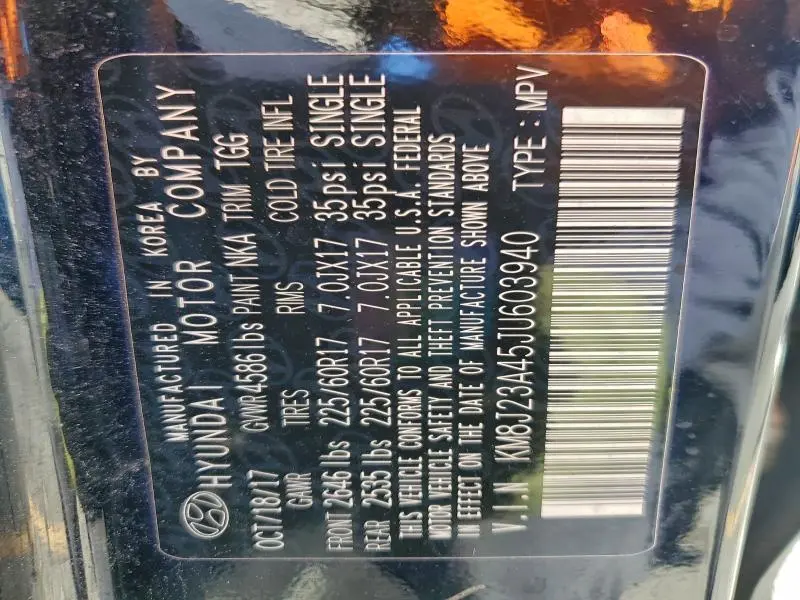 MANUFACTURED IN KOREA BY
HYUNDAI MOTOR COMPANY
OCT/18/17 GVWR 4586 lbs PAINT NKA TRIM TGG
GAWR TIRES RIMS COLD TIRE INFL
FRONT 2646 lbs 225/60R17 7.0JX17 35psi SINGLE
REAR 2535 lbs 225/60R17 7.0JX17 35psi SINGLE
THIS VEHICLE CONFORMS TO ALL APPLICABLE U.S.A. FEDERAL
MOTOR VEHICLE SAFETY AND THEFT PREVENTION STANDARDS
IN EFFECT ON THE DATE OF MANUFACTURE SHOWN ABOVE
V.I.N KM8J23A45JU603940 TYPE : MPV